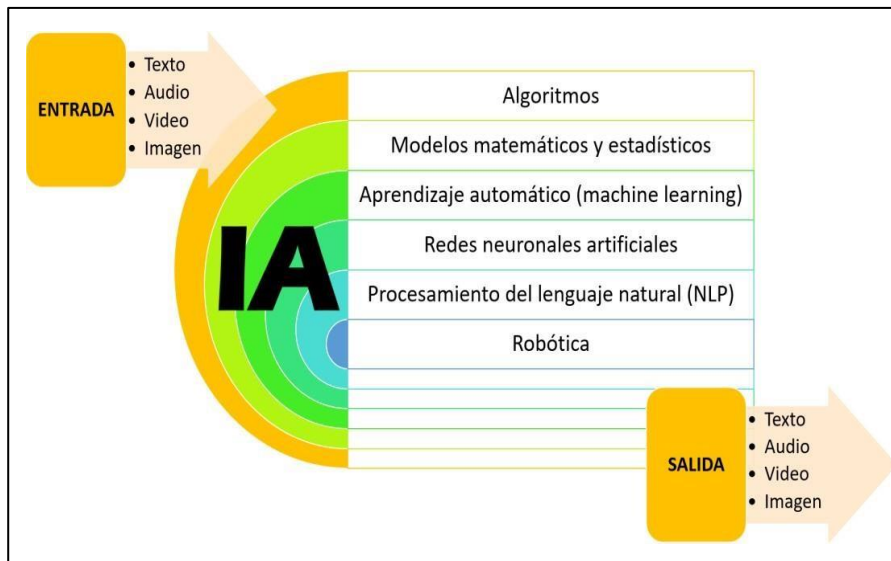 ENTRADA
• Texto
• Audio
• Video
• Imagen
IA
Algoritmos
Modelos matemáticos y estadísticos
Aprendizaje automático (machine learning)
Redes neuronales artificiales
Procesamiento del lenguaje natural (NLP)
Robótica
SALIDA
• Texto
• Audio
• Video
• Imagen